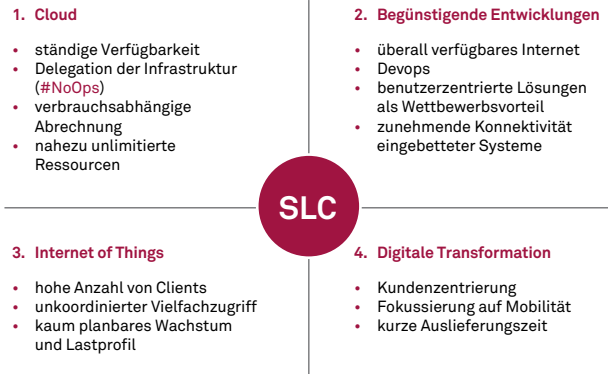 1. Cloud
• ständige Verfügbarkeit
• Delegation der Infrastruktur
(#NoOps)
• verbrauchsabhängige
Abrechnung
• nahezu unlimitierte
Ressourcen
2. Begünstigende Entwicklungen
• überall verfügbares Internet
• Devops
• benutzerzentrierte Lösungen
als Wettbewerbsvorteil
• zunehmende Konnektivität
eingebetteter Systeme
SLC
3. Internet of Things
• hohe Anzahl von Clients
• unkoordinierter Vielfachzugriff
• kaum planbares Wachstum
und Lastprofil
4. Digitale Transformation
• Kundenzentrierung
• Fokussierung auf Mobilität
• kurze Auslieferungszeit